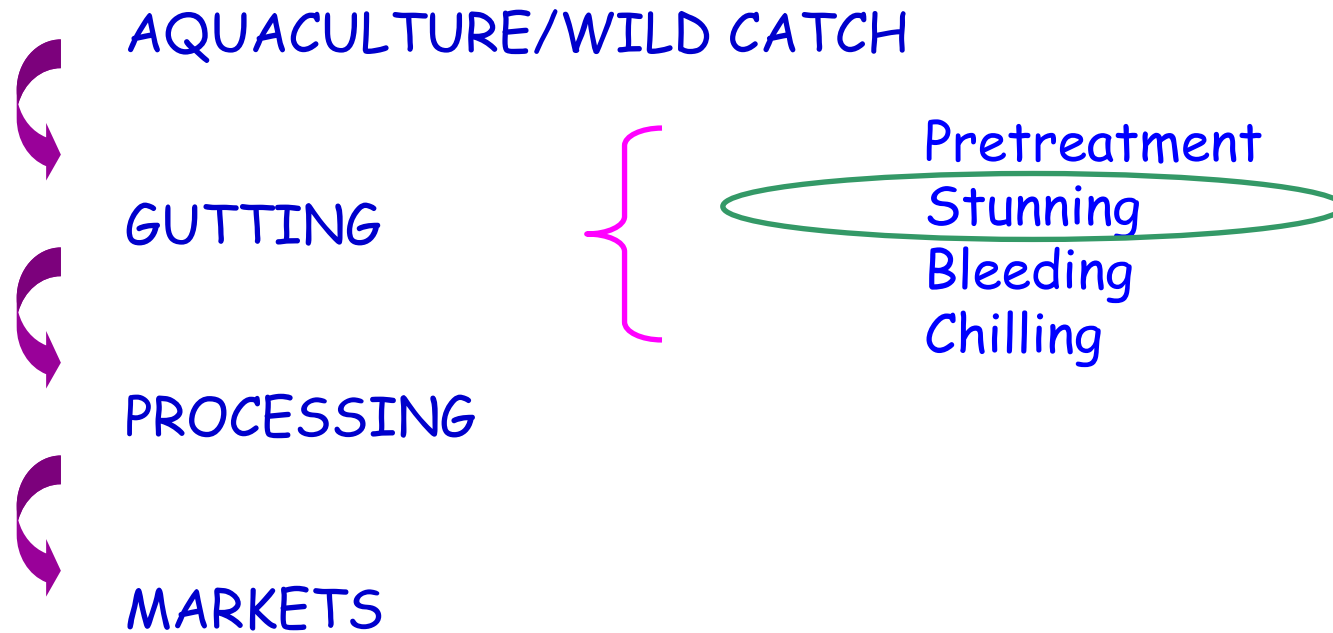 AQUACULTURE/WILD CATCH
GUTTING
Pretreatment
Stunning
Bleeding
Chilling
PROCESSING
MARKETS